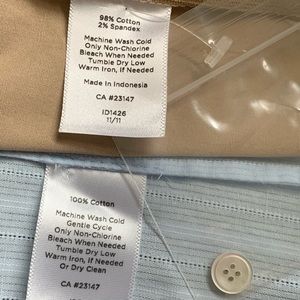 98% Cotton
2% Spandex
Machine Wash Cold
Only Non-Chlorine
Bleach When Needed
Tumble Dry Low
Warm Iron, If Needed
Made In Indonesia
CA #23147
ID1426
11/11
100% Cotton
Machine Wash Cold
Gentle Cycle
Only Non-Chlorine
Bleach When Needed
Tumble Dry Low
Warm Iron, If Needed
Or Dry Clean
CA #23147